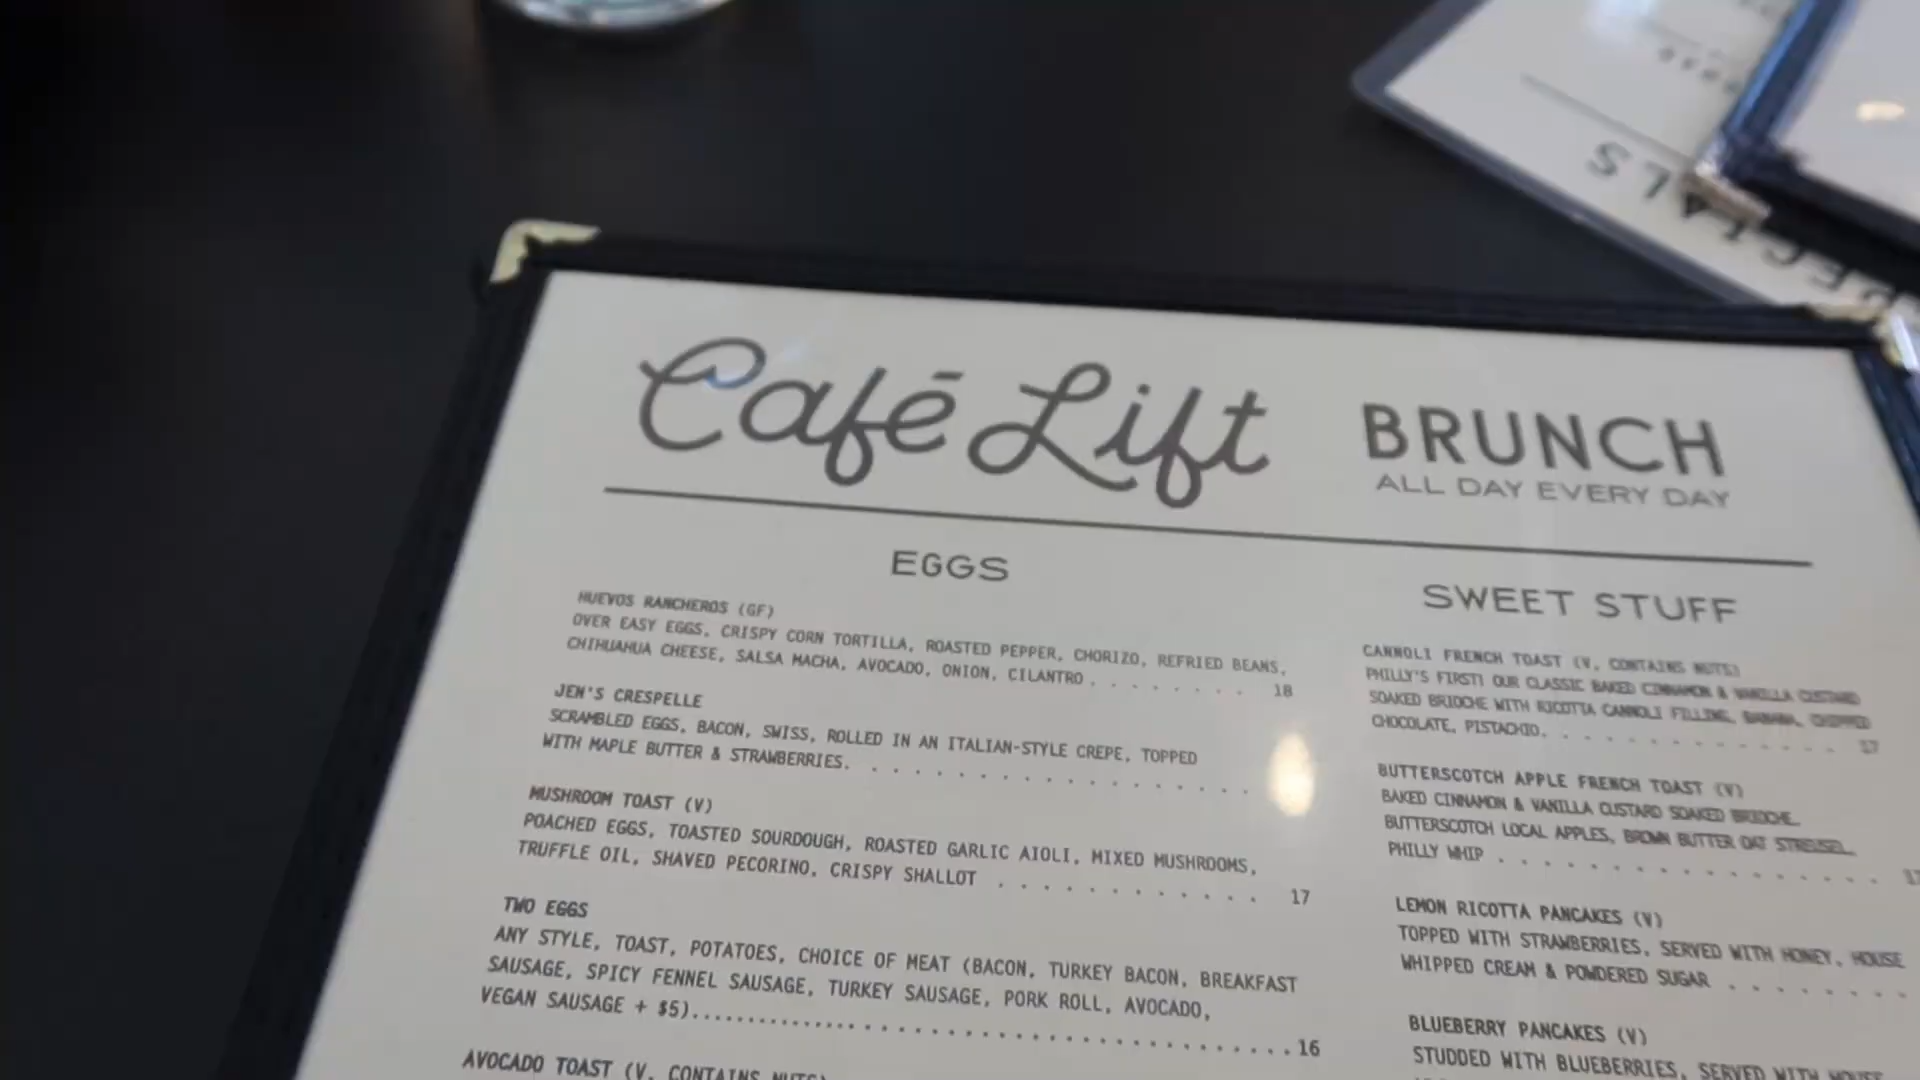 SPECIALS
Café Lift BRUNCH
ALL DAY EVERY DAY
EGGS
HUEVOS RANCHEROS (GF)
OVER EASY EGGS, CRISPY CORN TORTILLA, ROASTED PEPPER, CHORIZO, REFRIED BEANS,
CHIHUAHUA CHEESE, SALSA MACHA, AVOCADO, ONION, CILANTRO . . . . . . . . 18
JEN'S CRESPELLE
SCRAMBLED EGGS, BACON, SWISS, ROLLED IN AN ITALIAN-STYLE CREPE, TOPPED
WITH MAPLE BUTTER & STRAWBERRIES. . . . . . . . . . . . . . .
MUSHROOM TOAST (V)
POACHED EGGS, TOASTED SOURDOUGH, ROASTED GARLIC AIOLI, MIXED MUSHROOMS,
TRUFFLE OIL, SHAVED PECORINO, CRISPY SHALLOT . . . . . . . . . . . . 17
TWO EGGS
ANY STYLE, TOAST, POTATOES, CHOICE OF MEAT (BACON, TURKEY BACON, BREAKFAST
SAUSAGE, SPICY FENNEL SAUSAGE, TURKEY SAUSAGE, PORK ROLL, AVOCADO,
VEGAN SAUSAGE + $5)........................................16
AVOCADO TOAST (V, CONTAINS NUTS)
SWEET STUFF
CANNOLI FRENCH TOAST (V, CONTAINS NUTS)
PHILLY'S FIRST! OUR CLASSIC BAKED CINNAMON & VANILLA CUSTARD
SOAKED BRIOCHE WITH RICOTTA CANNOLI FILLING, BANANA, CHIPPED
CHOCOLATE, PISTACHIO. . . . . . . . . . . . . . 17
BUTTERSCOTCH APPLE FRENCH TOAST (V)
BAKED CINNAMON & VANILLA CUSTARD SOAKED BRIOCHE,
BUTTERSCOTCH LOCAL APPLES, BROWN BUTTER OAT STREUSEL,
PHILLY WHIP . . . . . . . . . . . . . . . . .
LEMON RICOTTA PANCAKES (V)
TOPPED WITH STRAWBERRIES, SERVED WITH HONEY, HOUSE
WHIPPED CREAM & POWDERED SUGAR . . . . . . . .
BLUEBERRY PANCAKES (V)
STUDDED WITH BLUEBERRIES, SERVED WITH HOUSE